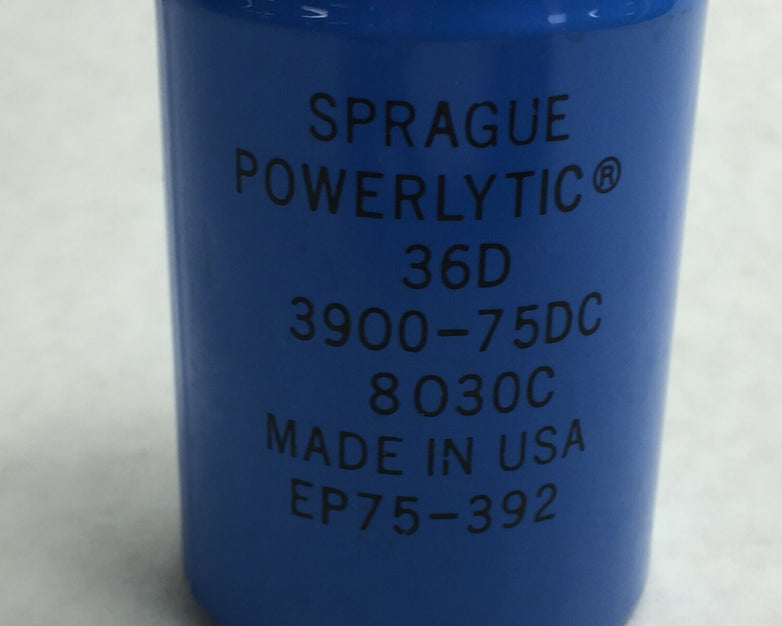 SPRAGUE
POWERLYTIC®
36D
3900-75DC
8030C
MADE IN USA
EP75-392